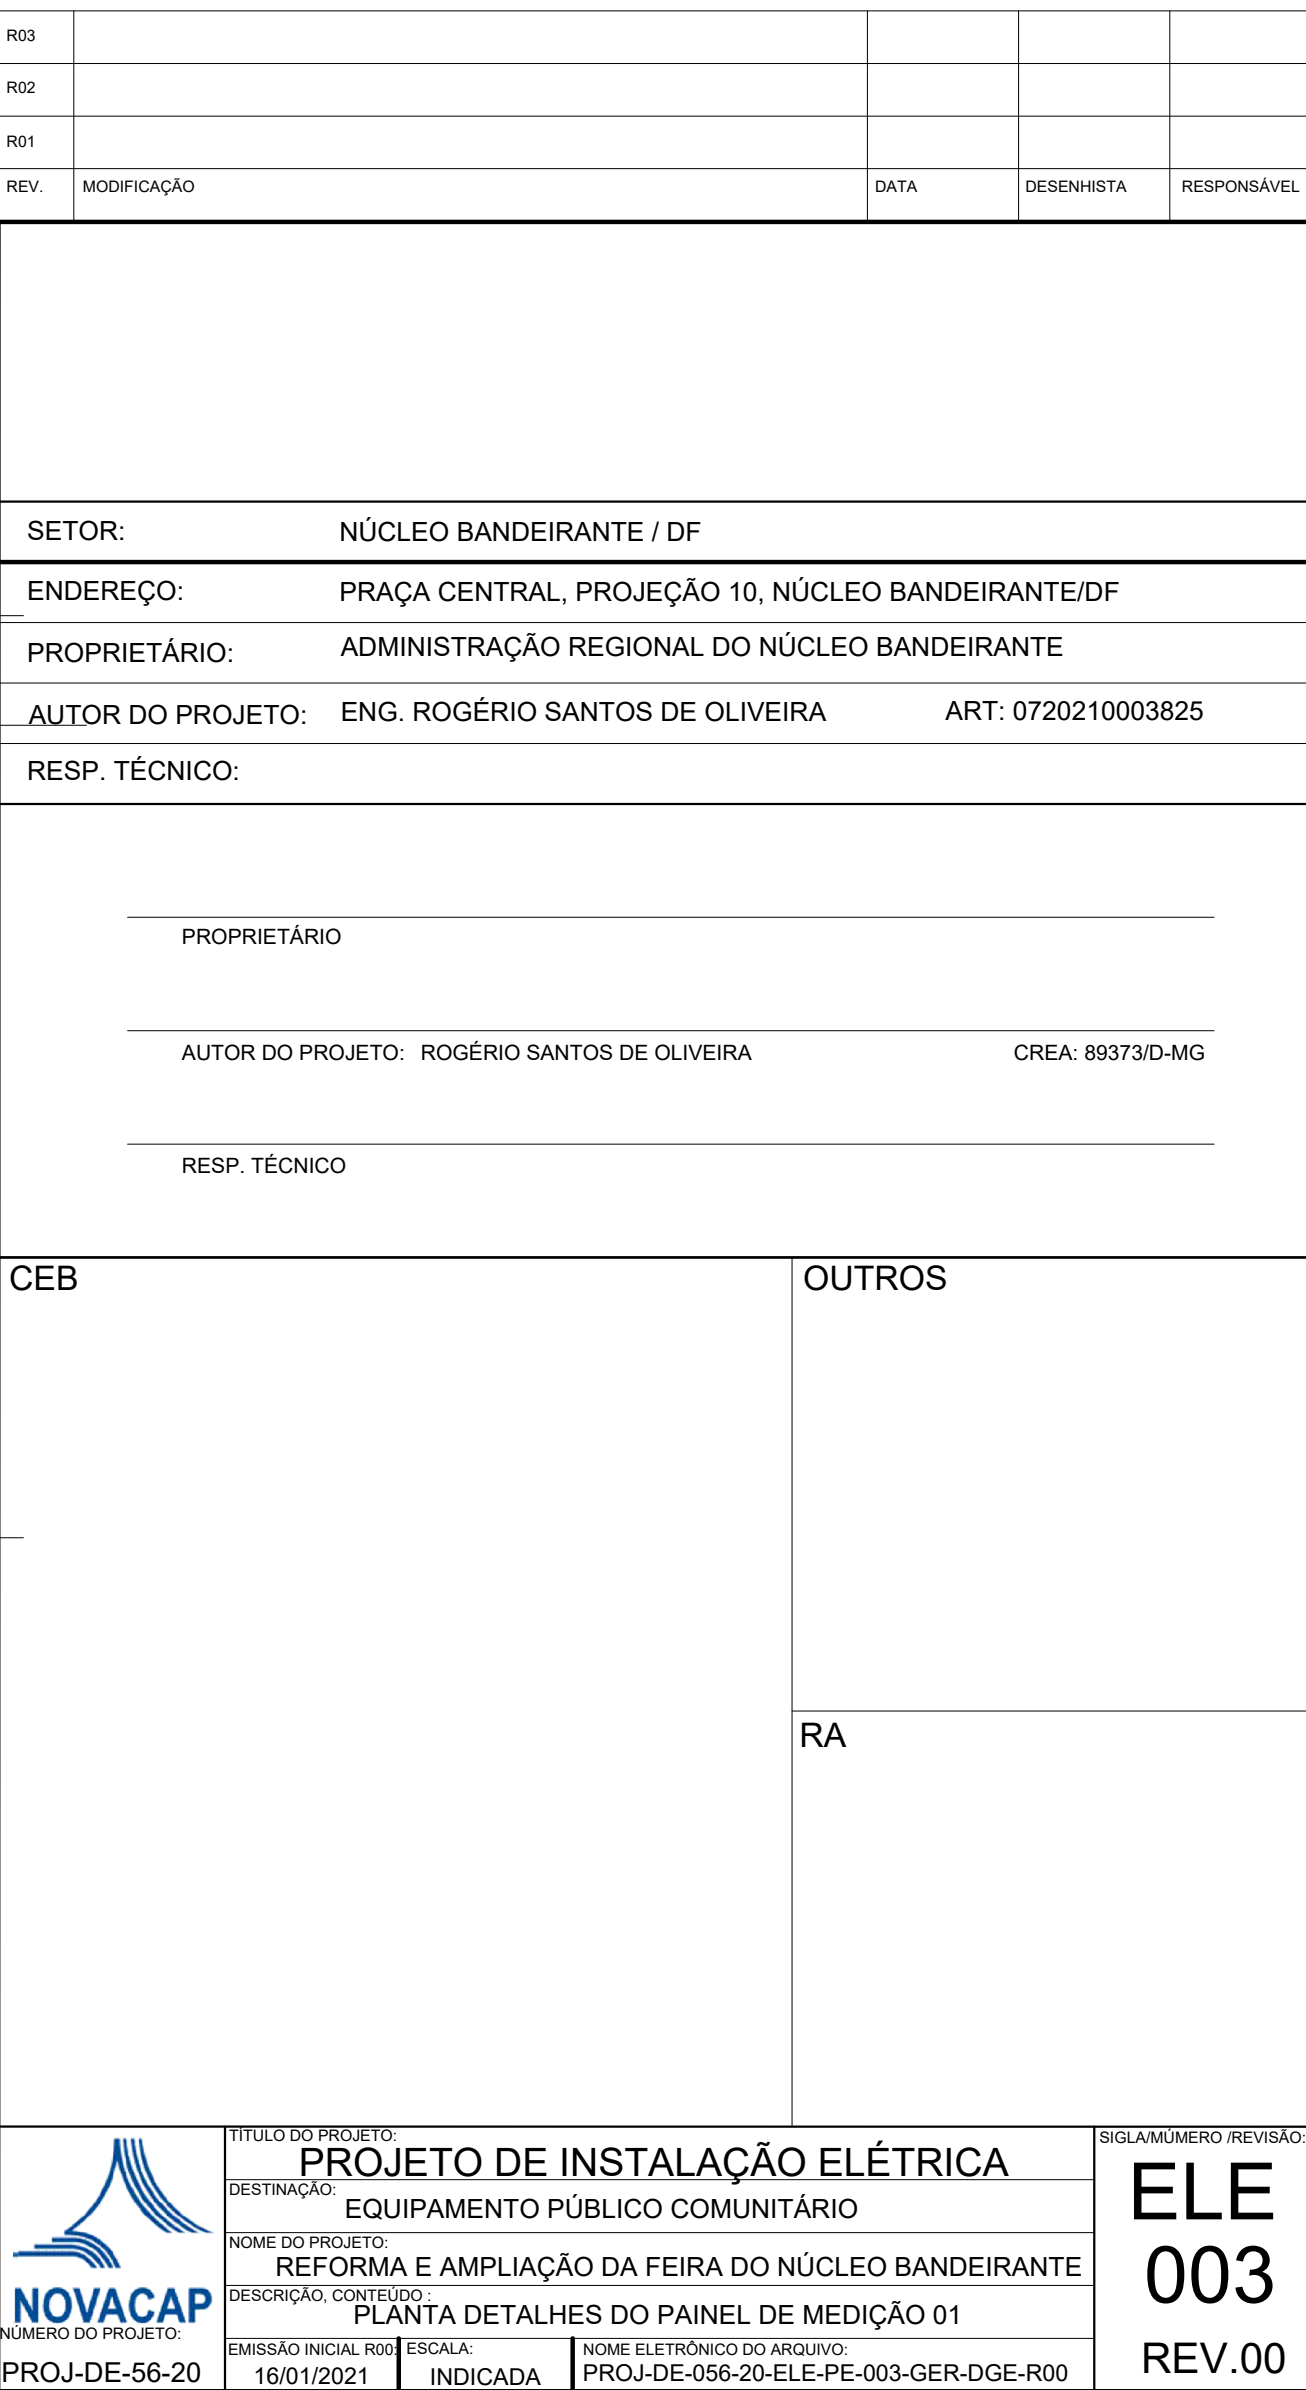 R03
R02
R01
REV. MODIFICAÇÃO DATA DESENHISTA RESPONSÁVEL
SETOR: NÚCLEO BANDEIRANTE / DF
ENDEREÇO: PRAÇA CENTRAL, PROJEÇÃO 10, NÚCLEO BANDEIRANTE/DF
PROPRIETÁRIO: ADMINISTRAÇÃO REGIONAL DO NÚCLEO BANDEIRANTE
AUTOR DO PROJETO: ENG. ROGÉRIO SANTOS DE OLIVEIRA ART: 0720210003825
RESP. TÉCNICO:
PROPRIETÁRIO
AUTOR DO PROJETO: ROGÉRIO SANTOS DE OLIVEIRA CREA: 89373/D-MG
RESP. TÉCNICO
CEB
OUTROS
RA
NOVACAP
NÚMERO DO PROJETO:
PROJ-DE-56-20
TÍTULO DO PROJETO:
PROJETO DE INSTALAÇÃO ELÉTRICA
DESTINAÇÃO:
EQUIPAMENTO PÚBLICO COMUNITÁRIO
NOME DO PROJETO:
REFORMA E AMPLIAÇÃO DA FEIRA DO NÚCLEO BANDEIRANTE
DESCRIÇÃO, CONTEÚDO :
PLANTA DETALHES DO PAINEL DE MEDIÇÃO 01
EMISSÃO INICIAL R00:
16/01/2021
ESCALA:
INDICADA
NOME ELETRÔNICO DO ARQUIVO:
PROJ-DE-056-20-ELE-PE-003-GER-DGE-R00
SIGLA/MÚMERO /REVISÃO:
ELE
003
REV.00